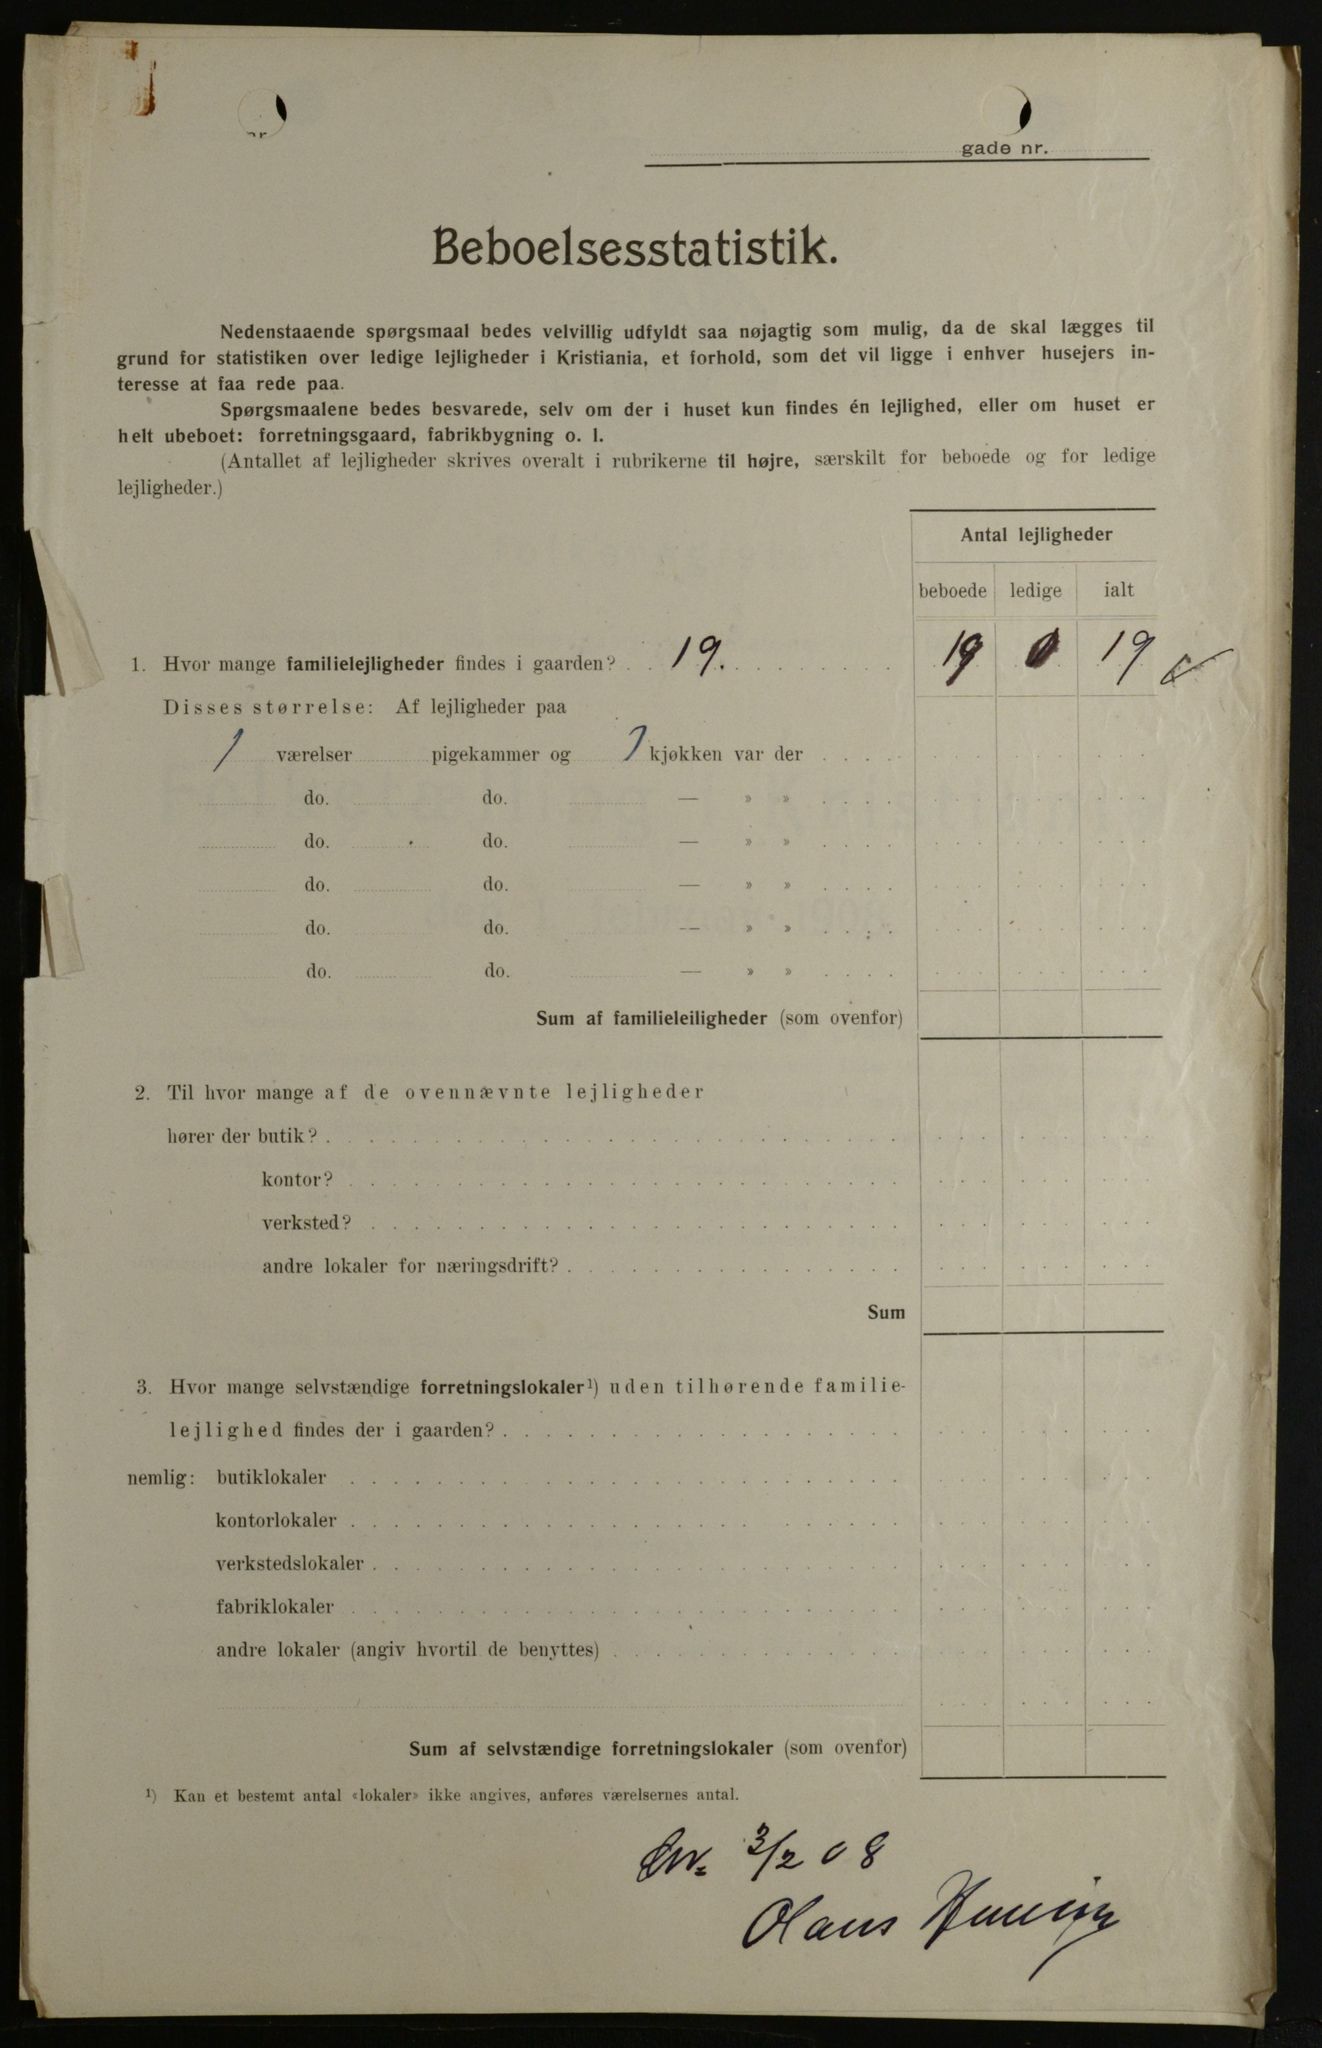 gade nr.
Beboelsesstatistik.
Nedenstaaende spørgsmaal bedes velvillig udfyldt saa nøjagtig som mulig, da de skal lægges til
grund for statistiken over ledige lejligheder i Kristiania, et forhold, som det vil ligge i enhver husejers in-
teresse at faa rede paa.
Spørgsmaalene bedes besvarede, selv om der i huset kun findes én lejlighed, eller om huset er
helt ubeboet: forretningsgaard, fabrikbygning o. l.
(Antallet af lejligheder skrives overalt i rubrikerne til højre, særskilt for beboede og for ledige
lejligheder.)
Antal lejligheder
beboede ledige ialt
1. Hvor mange familielejligheder findes i gaarden? 19. 19 0 19
Disses størrelse: Af lejligheder paa
1 værelser pigekammer og 1 kjøkken var der
do. do. — » »
do. do. — » »
do. do. — » »
do. do. — » »
do. do. — » »
Sum af familieleiligheder (som ovenfor)
2. Til hvor mange af de ovennævnte lejligheder
hører der butik?
kontor?
verksted?
andre lokaler for næringsdrift?
Sum
3. Hvor mange selvstændige forretningslokaler¹) uden tilhørende familie-
lejlighed findes der i gaarden?
nemlig: butiklokaler
kontorlokaler
verkstedslokaler
fabriklokaler
andre lokaler (angiv hvortil de benyttes)
Sum af selvstændige forretningslokaler (som ovenfor)
¹) Kan et bestemt antal «lokaler» ikke angives, anføres værelsernes antal.
3/2 08
Olaus